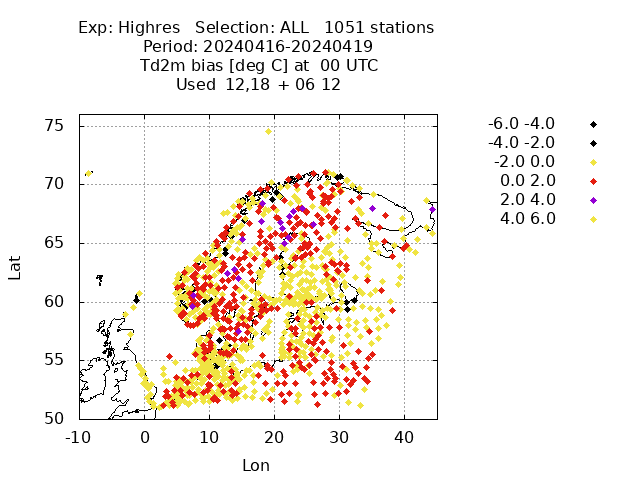 Exp: Highres Selection: ALL 1051 stations
Period: 20240416-20240419
Td2m bias [deg C] at 00 UTC
Used 12,18 + 06 12
-6.0 -4.0
-4.0 -2.0
-2.0 0.0
0.0 2.0
2.0 4.0
4.0 6.0
75
70
65
60
55
50
Lat
-10 0 10 20 30 40
Lon